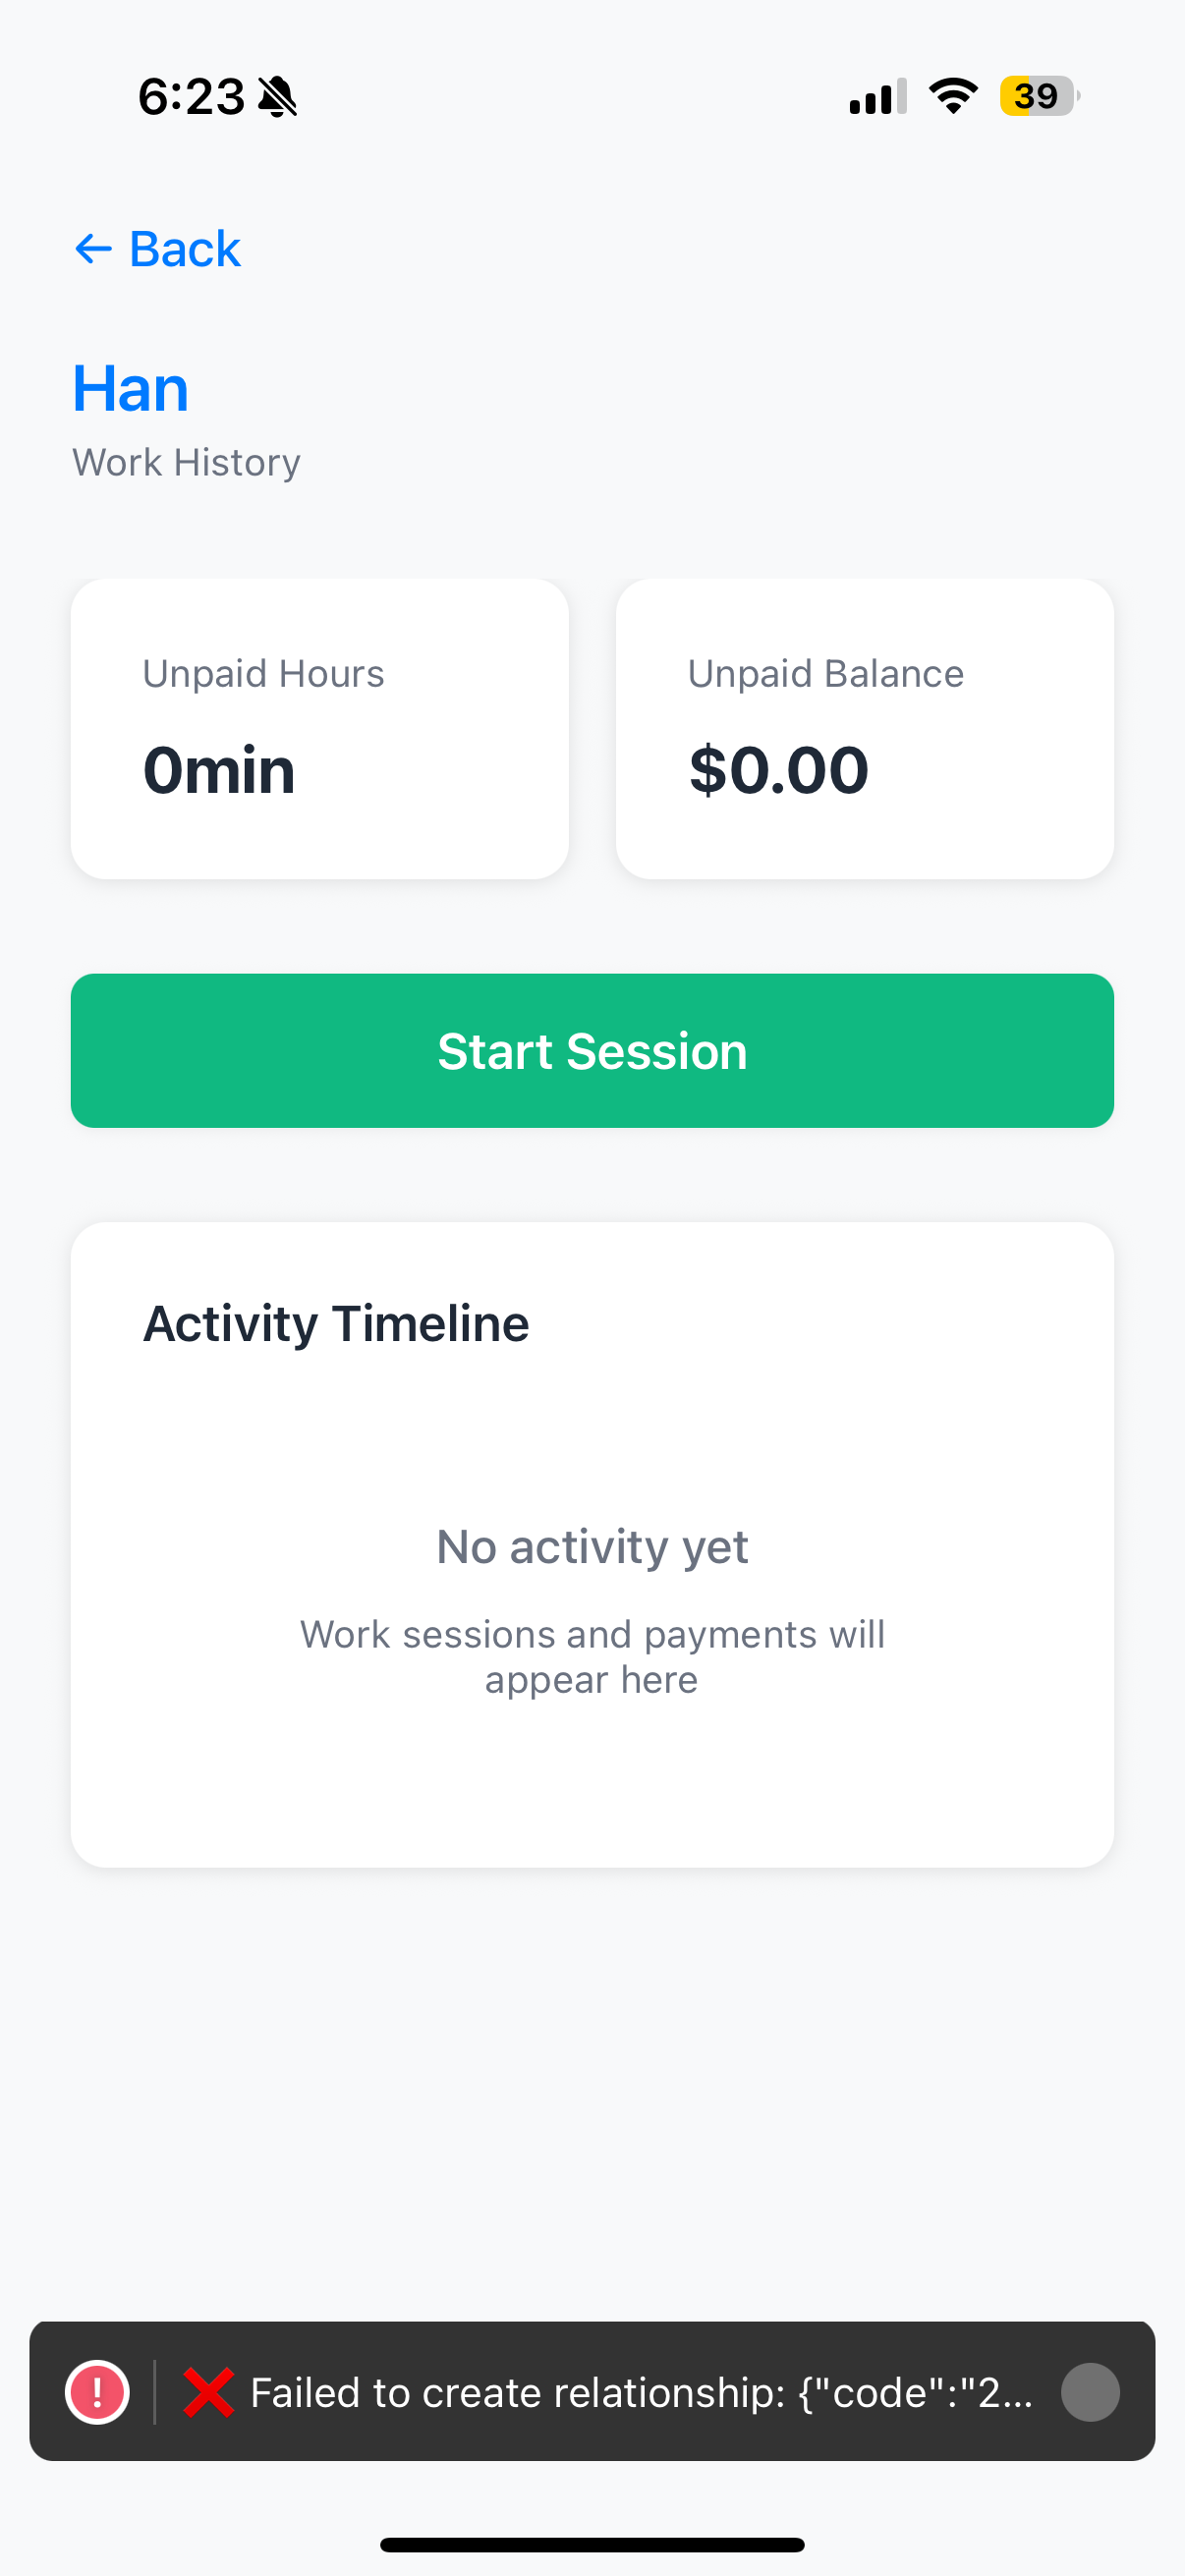 6:23
39
← Back
Han
Work History
Unpaid Hours
0min
Unpaid Balance
$0.00
Start Session
Activity Timeline
No activity yet
Work sessions and payments will
appear here
! ❌ Failed to create relationship: {"code":"2...